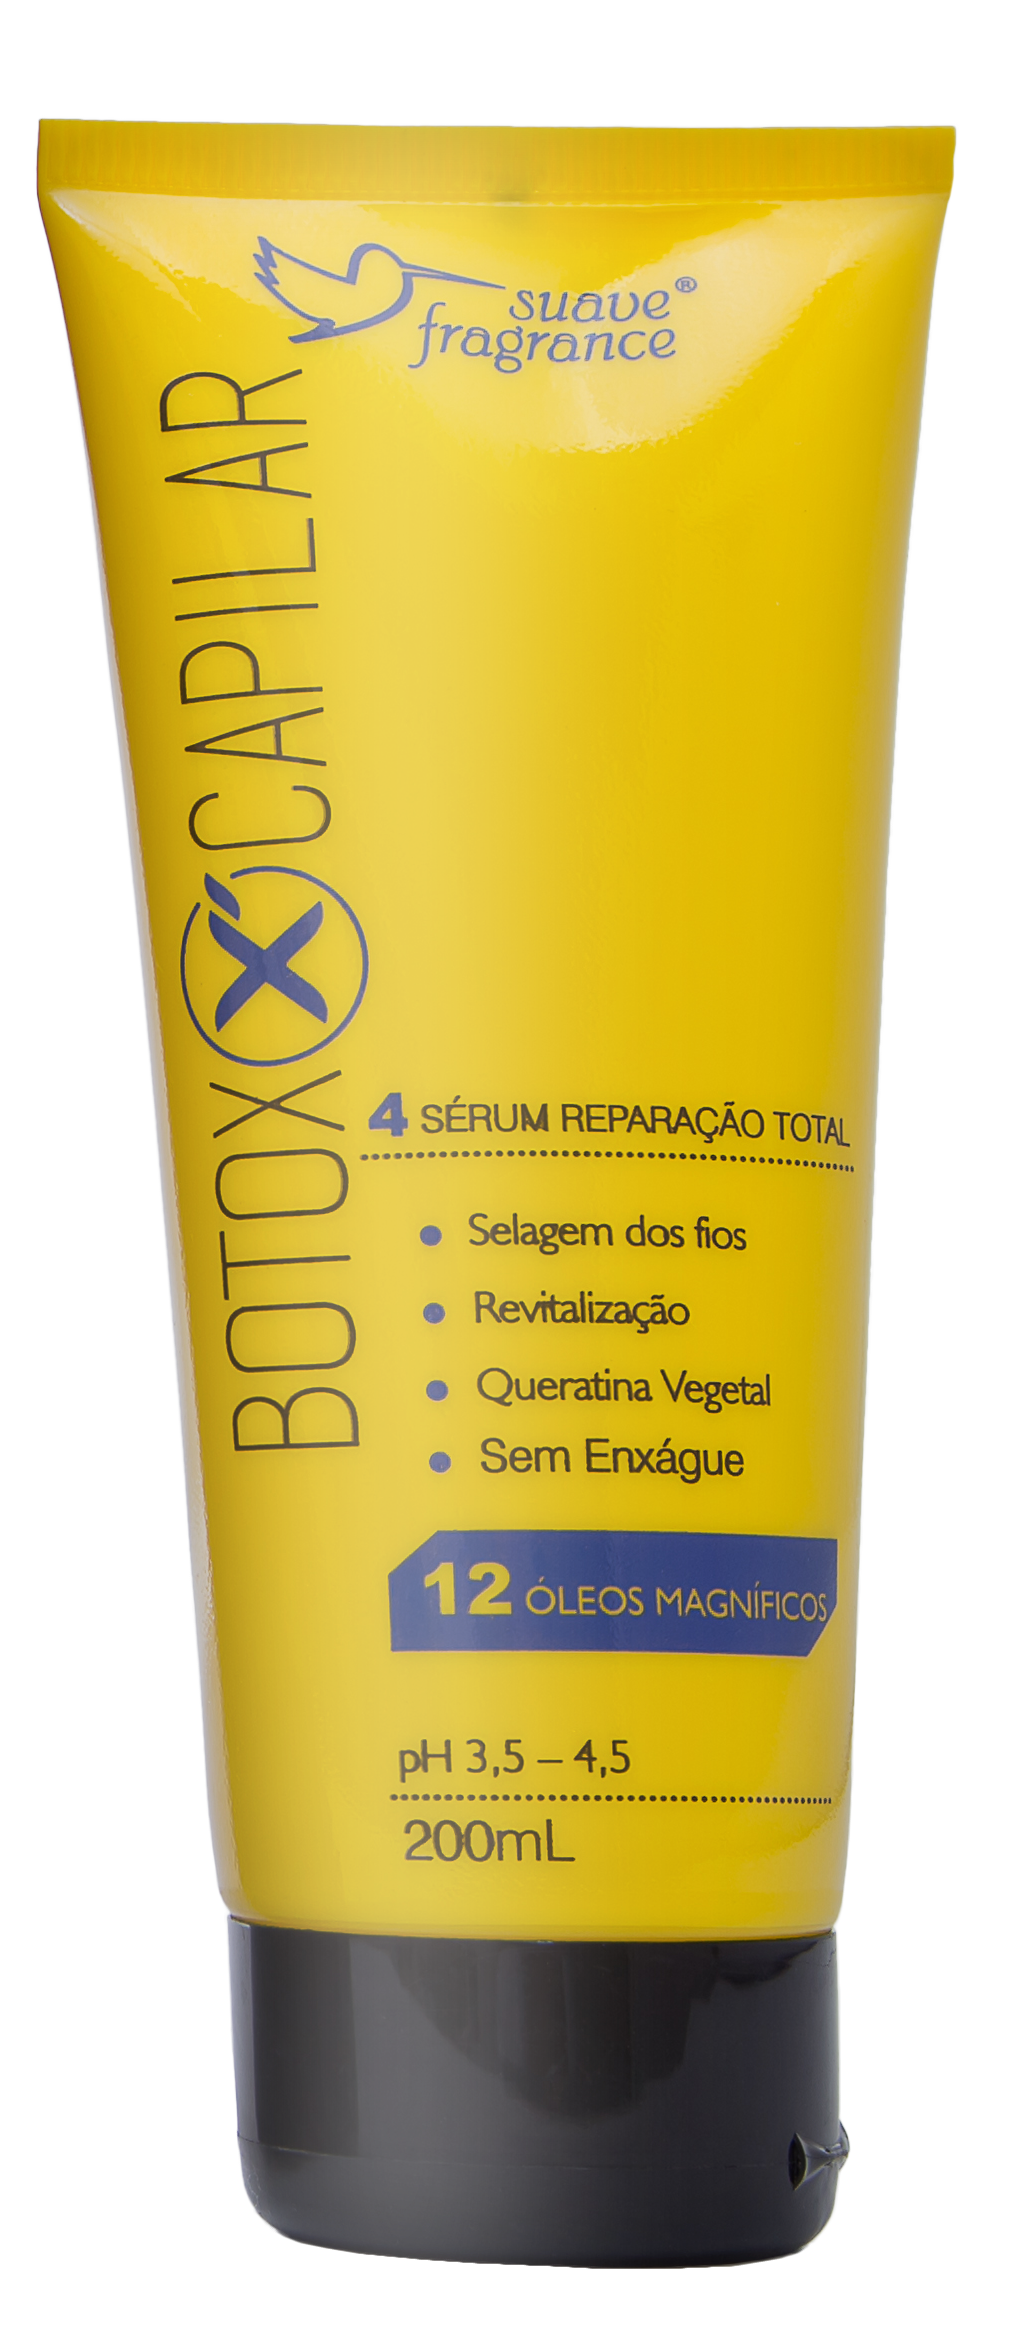 suave®
fragrance
BOTOX X CAPILAR
4 SÉRUM REPARAÇÃO TOTAL
• Selagem dos fios
• Revitalização
• Queratina Vegetal
• Sem Enxágue
12 ÓLEOS MAGNÍFICOS
pH 3,5 – 4,5
200mL